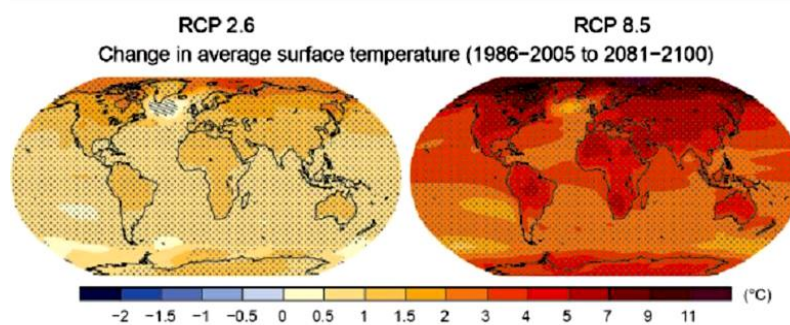 RCP 2.6 RCP 8.5
Change in average surface temperature (1986−2005 to 2081−2100)
(°C)
−2 −1.5 −1 −0.5 0 0.5 1 1.5 2 3 4 5 7 9 11